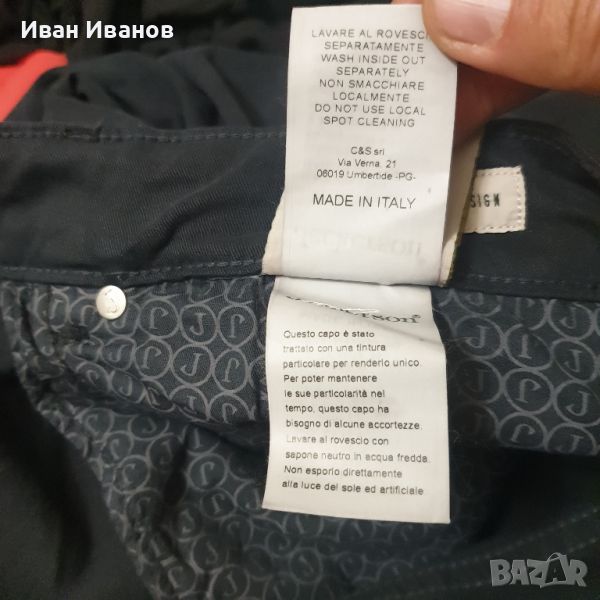 Иван Иванов
LAVARE AL ROVESCIO
SEPARATAMENTE
WASH INSIDE OUT
SEPARATELY
NON SMACCHIARE
LOCALMENTE
DO NOT USE LOCAL
SPOT CLEANING
C&S srl
Via Verna, 21
06019 Umbertide -PG-
MADE IN ITALY
Questo capo è stato
trattato con una tintura
particolare per renderlo unico.
Per poter mantenere
le sue particolarità nel
tempo, questo capo ha
bisogno di alcune accortezze.
Lavare al rovescio con
sapone neutro in acqua fredda.
Non esporlo direttamente
alla luce del sole ed artificiale
BAZAR